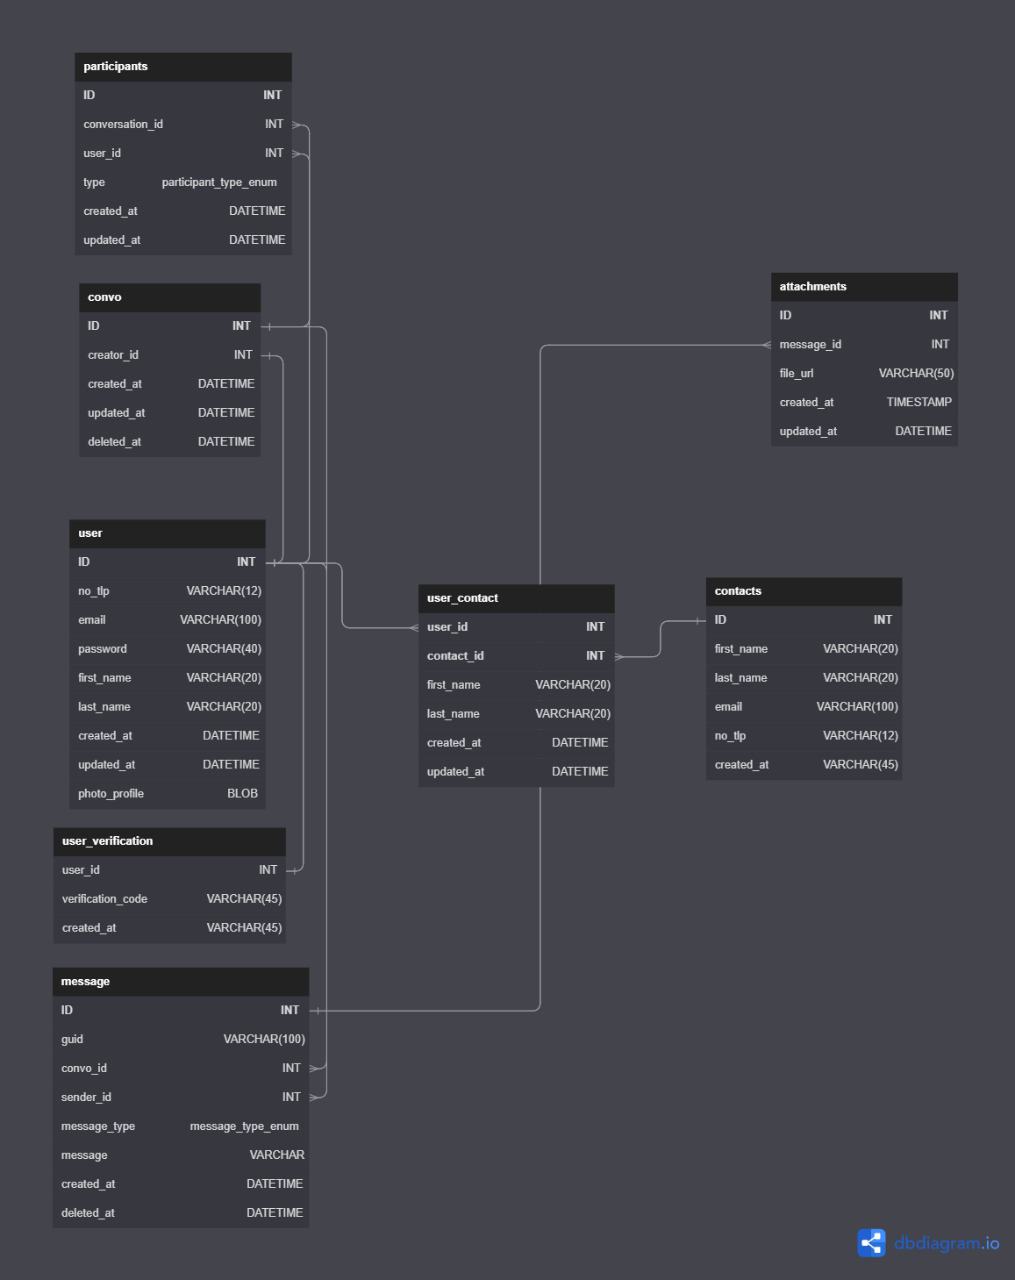 participants
ID INT
conversation_id INT
user_id INT
type participant_type_enum
created_at DATETIME
updated_at DATETIME
convo
ID INT
creator_id INT
created_at DATETIME
updated_at DATETIME
deleted_at DATETIME
attachments
ID INT
message_id INT
file_url VARCHAR(50)
created_at TIMESTAMP
updated_at DATETIME
user
ID INT
no_tlp VARCHAR(12)
email VARCHAR(100)
password VARCHAR(40)
first_name VARCHAR(20)
last_name VARCHAR(20)
created_at DATETIME
updated_at DATETIME
photo_profile BLOB
user_contact
user_id INT
contact_id INT
first_name VARCHAR(20)
last_name VARCHAR(20)
created_at DATETIME
updated_at DATETIME
contacts
ID INT
first_name VARCHAR(20)
last_name VARCHAR(20)
email VARCHAR(100)
no_tlp VARCHAR(12)
created_at VARCHAR(45)
user_verification
user_id INT
verification_code VARCHAR(45)
created_at VARCHAR(45)
message
ID INT
guid VARCHAR(100)
convo_id INT
sender_id INT
message_type message_type_enum
message VARCHAR
created_at DATETIME
deleted_at DATETIME
dbdiagram.io